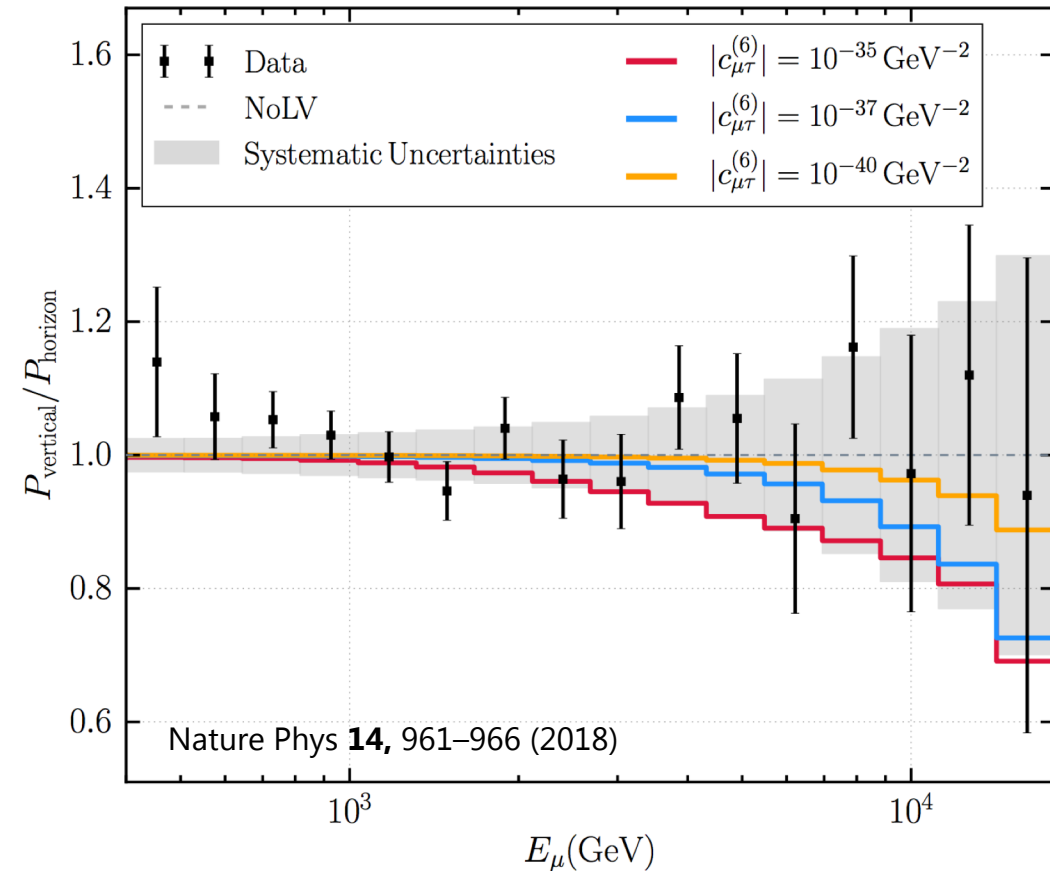 1.6
1.4
1.2
1.0
0.8
0.6
P_vertical/P_horizon
Data
NoLV
Systematic Uncertainties
|c_{μτ}^{(6)}| = 10^{−35} GeV^{−2}
|c_{μτ}^{(6)}| = 10^{−37} GeV^{−2}
|c_{μτ}^{(6)}| = 10^{−40} GeV^{−2}
Nature Phys 14, 961–966 (2018)
10^3
10^4
E_μ(GeV)